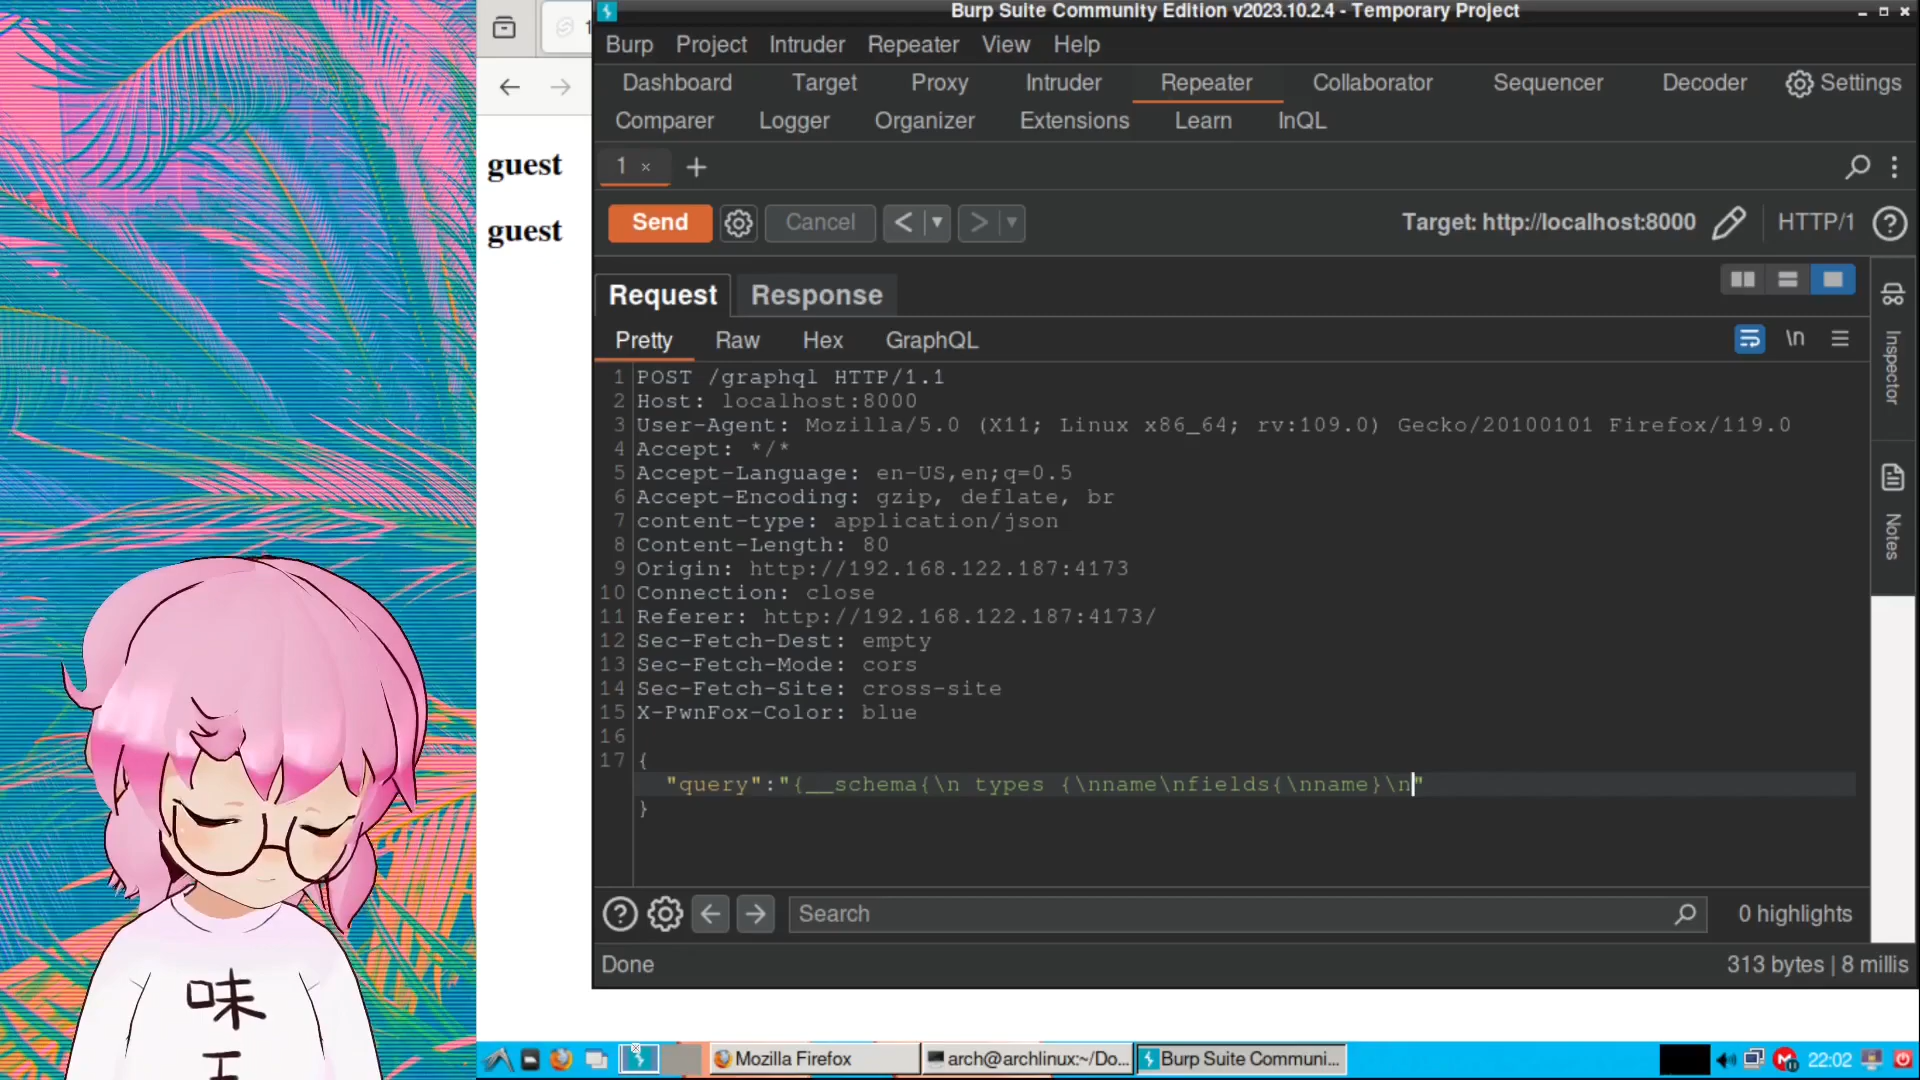 Burp Suite Community Edition v2023.10.2.4 - Temporary Project
Burp Project Intruder Repeater View Help
Dashboard Target Proxy Intruder Repeater Collaborator Sequencer Decoder Settings
Comparer Logger Organizer Extensions Learn InQL
1 × +
Send Cancel < > Target: http://localhost:8000 HTTP/1 ?
guest
guest
Request Response
Pretty Raw Hex GraphQL \n
1 POST /graphql HTTP/1.1
2 Host: localhost:8000
3 User-Agent: Mozilla/5.0 (X11; Linux x86_64; rv:109.0) Gecko/20100101 Firefox/119.0
4 Accept: */*
5 Accept-Language: en-US,en;q=0.5
6 Accept-Encoding: gzip, deflate, br
7 content-type: application/json
8 Content-Length: 80
9 Origin: http://192.168.122.187:4173
10 Connection: close
11 Referer: http://192.168.122.187:4173/
12 Sec-Fetch-Dest: empty
13 Sec-Fetch-Mode: cors
14 Sec-Fetch-Site: cross-site
15 X-PwnFox-Color: blue
16
17 {
"query":"{__schema{\n types {\nname\nfields{\nname}\n"
}
Inspector
Notes
? Search 0 highlights
Done 313 bytes | 8 millis
味
Mozilla Firefox arch@archlinux:~/Do... Burp Suite Communi... 22:02